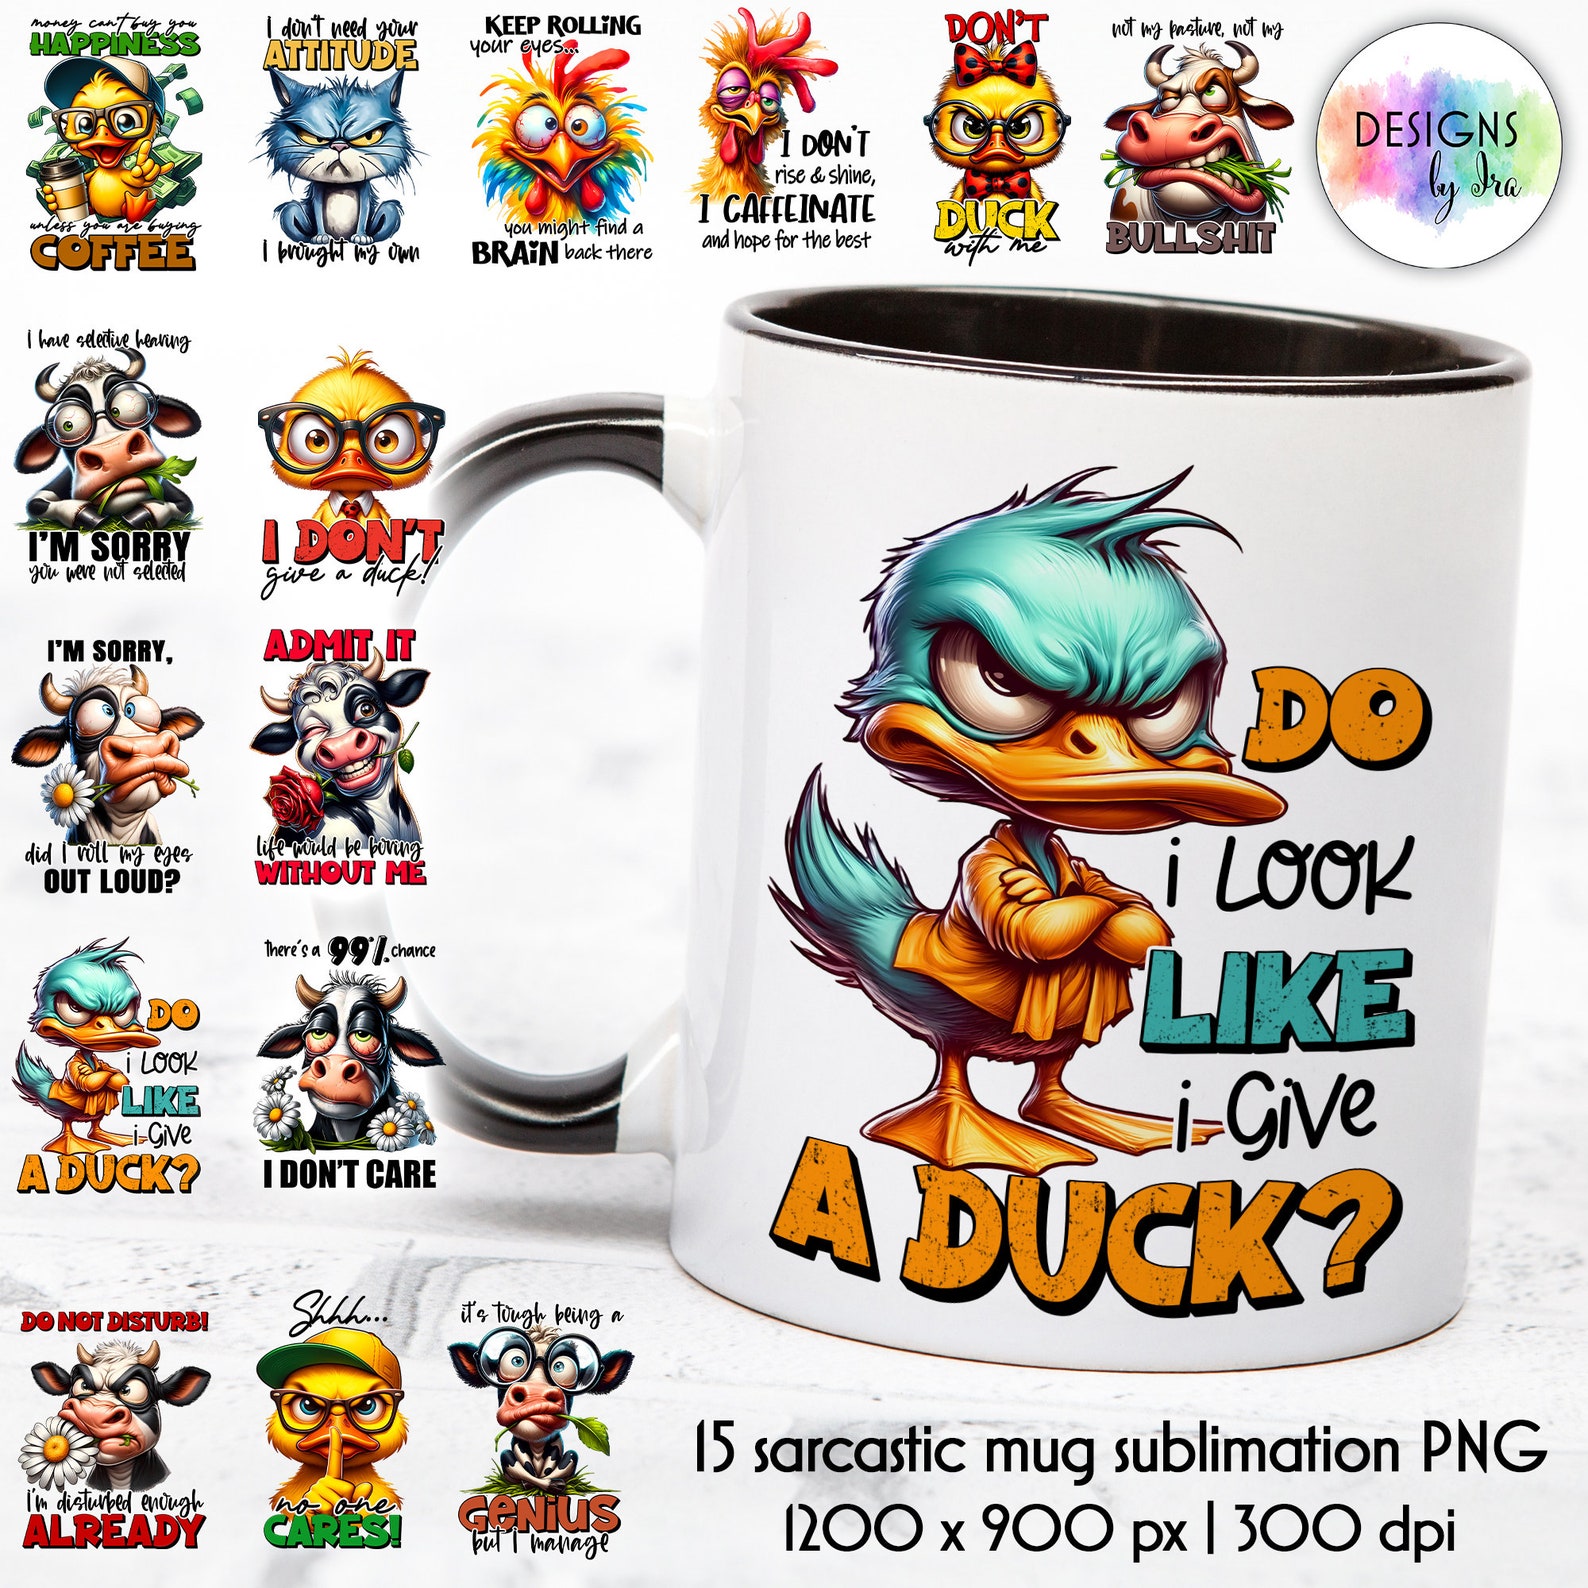 money can't buy you
HAPPINESS
unless you are buying
COFFEE
I don't need your
ATTITUDE
I brought my own
KEEP ROLLING
your eyes...
you might find a
BRAIN back there
I DON'T
rise & shine,
I CAFFEINATE
and hope for the best
DON'T
DUCK
with me
not my pasture, not my
BULLSHIT
DESIGNS
by Ira
I have selective hearing
I'M SORRY
you were not selected
I DON'T
give a duck!
I'M SORRY,
did I roll my eyes
OUT LOUD?
ADMIT IT
life would be boring
WITHOUT ME
DO
i LOOK
LIKE
i GiVE
A DUCK?
there's a 99% chance
I DON'T CARE
DO
i LOOK
LIKE
i GiVE
A DUCK?
DO NOT DISTURB!
I'm disturbed enough
ALREADY
Shhh...
no one
CARES!
it's tough being a
GENIUS
but I manage
15 sarcastic mug sublimation PNG
1200 x 900 px | 300 dpi